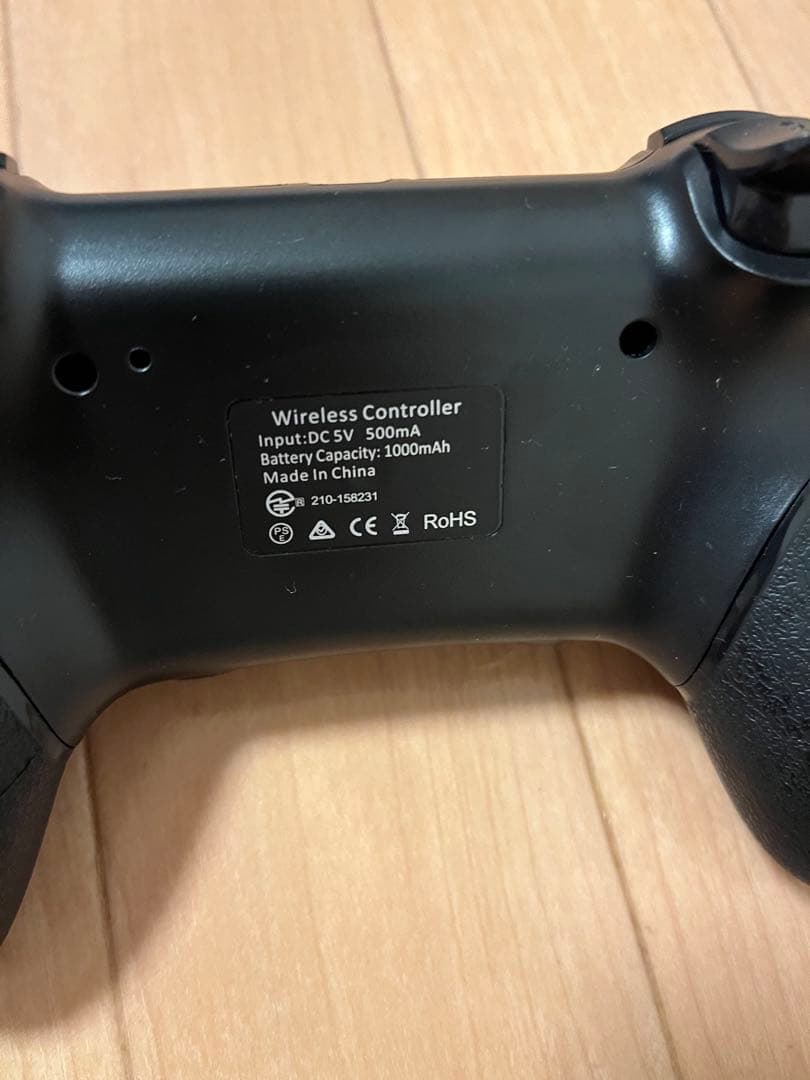 Wireless Controller
Input:DC 5V 500mA
Battery Capacity: 1000mAh
Made In China
R 210-158231
PS E CE RoHS